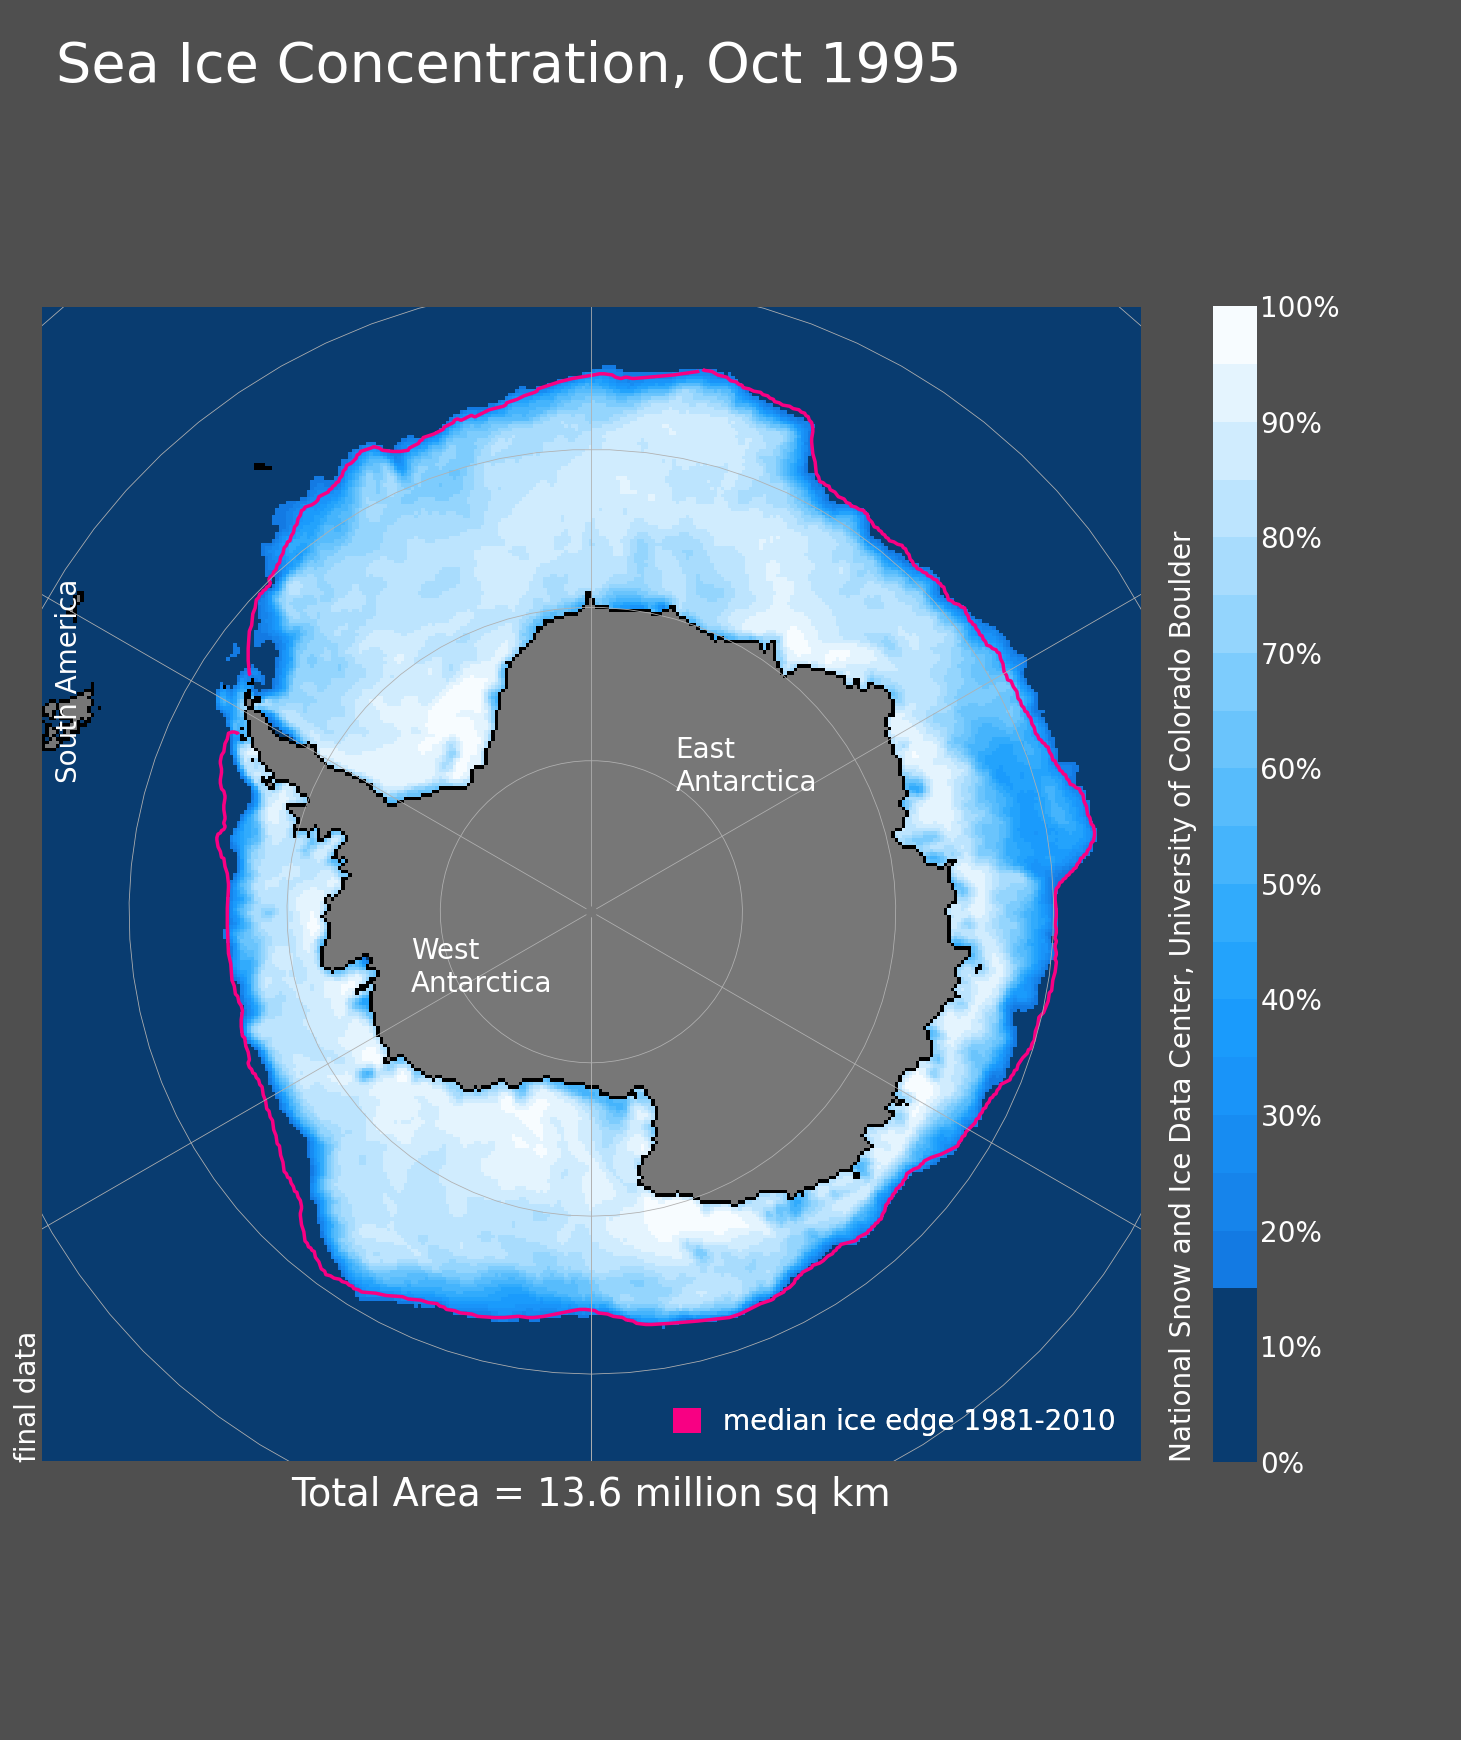 Sea Ice Concentration, Oct 1995
South America
East
Antarctica
West
Antarctica
final data
median ice edge 1981-2010
Total Area = 13.6 million sq km
National Snow and Ice Data Center, University of Colorado Boulder
100%
90%
80%
70%
60%
50%
40%
30%
20%
10%
0%